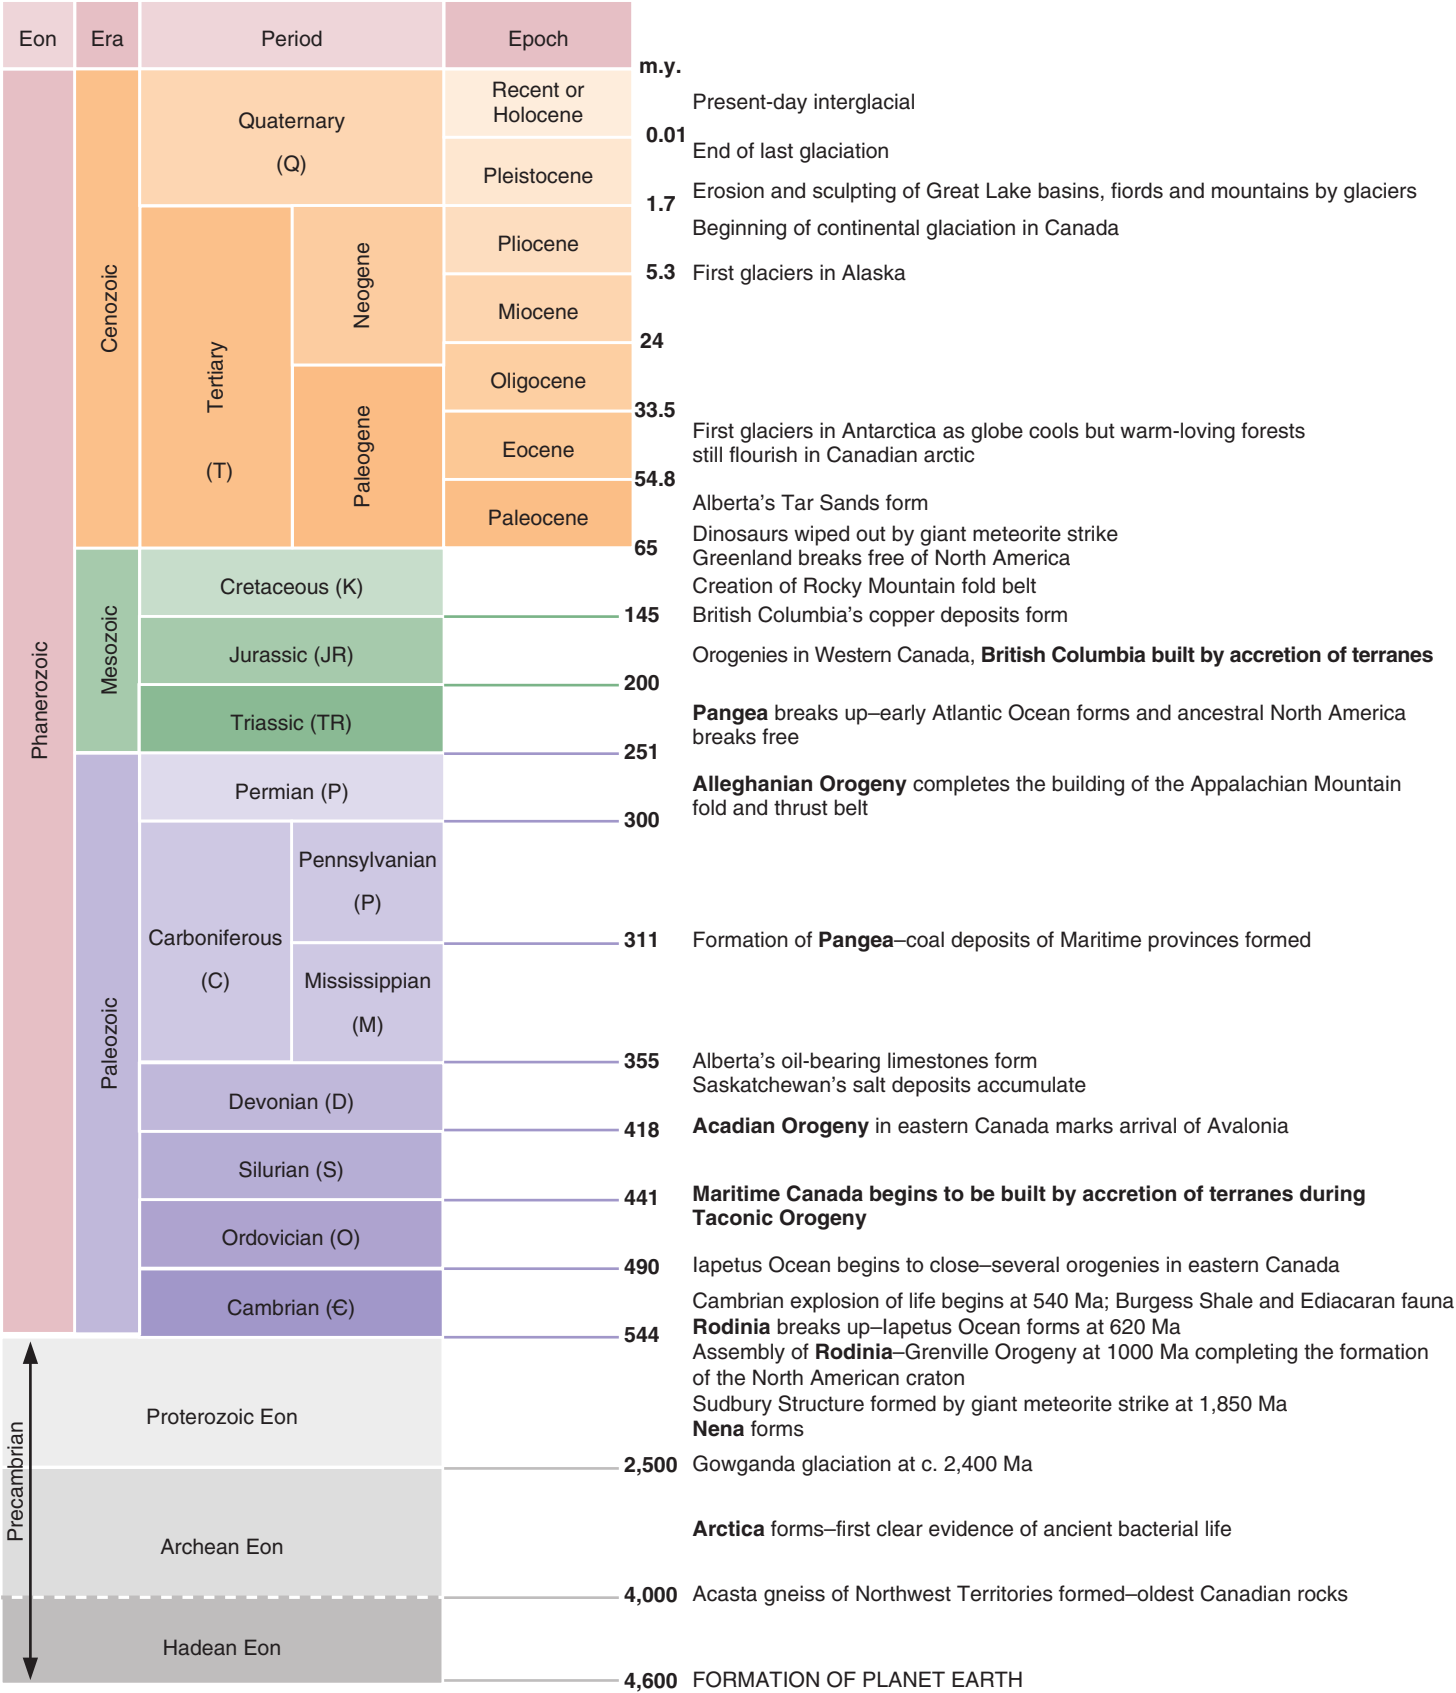 Eon
Era
Period
Epoch
m.y.
Phanerozoic
Cenozoic
Quaternary
(Q)
Recent or
Holocene
Present-day interglacial
0.01
End of last glaciation
Pleistocene
Erosion and sculpting of Great Lake basins, fiords and mountains by glaciers
1.7
Beginning of continental glaciation in Canada
Tertiary
(T)
Neogene
Pliocene
5.3
First glaciers in Alaska
Miocene
24
Paleogene
Oligocene
33.5
First glaciers in Antarctica as globe cools but warm-loving forests
still flourish in Canadian arctic
Eocene
54.8
Alberta’s Tar Sands form
Paleocene
Dinosaurs wiped out by giant meteorite strike
65
Greenland breaks free of North America
Mesozoic
Cretaceous (K)
Creation of Rocky Mountain fold belt
145
British Columbia’s copper deposits form
Jurassic (JR)
Orogenies in Western Canada, British Columbia built by accretion of terranes
200
Triassic (TR)
Pangea breaks up–early Atlantic Ocean forms and ancestral North America
breaks free
251
Paleozoic
Permian (P)
Alleghanian Orogeny completes the building of the Appalachian Mountain
fold and thrust belt
300
Carboniferous
(C)
Pennsylvanian
(P)
311
Formation of Pangea–coal deposits of Maritime provinces formed
Mississippian
(M)
355
Alberta’s oil-bearing limestones form
Saskatchewan’s salt deposits accumulate
Devonian (D)
418
Acadian Orogeny in eastern Canada marks arrival of Avalonia
Silurian (S)
441
Maritime Canada begins to be built by accretion of terranes during
Taconic Orogeny
Ordovician (O)
490
Iapetus Ocean begins to close–several orogenies in eastern Canada
Cambrian (Є)
Cambrian explosion of life begins at 540 Ma; Burgess Shale and Ediacaran fauna
544
Rodinia breaks up–Iapetus Ocean forms at 620 Ma
Assembly of Rodinia–Grenville Orogeny at 1000 Ma completing the formation
of the North American craton
Precambrian
Proterozoic Eon
Sudbury Structure formed by giant meteorite strike at 1,850 Ma
Nena forms
2,500
Gowganda glaciation at c. 2,400 Ma
Archean Eon
Arctica forms–first clear evidence of ancient bacterial life
4,000
Acasta gneiss of Northwest Territories formed–oldest Canadian rocks
Hadean Eon
4,600
FORMATION OF PLANET EARTH